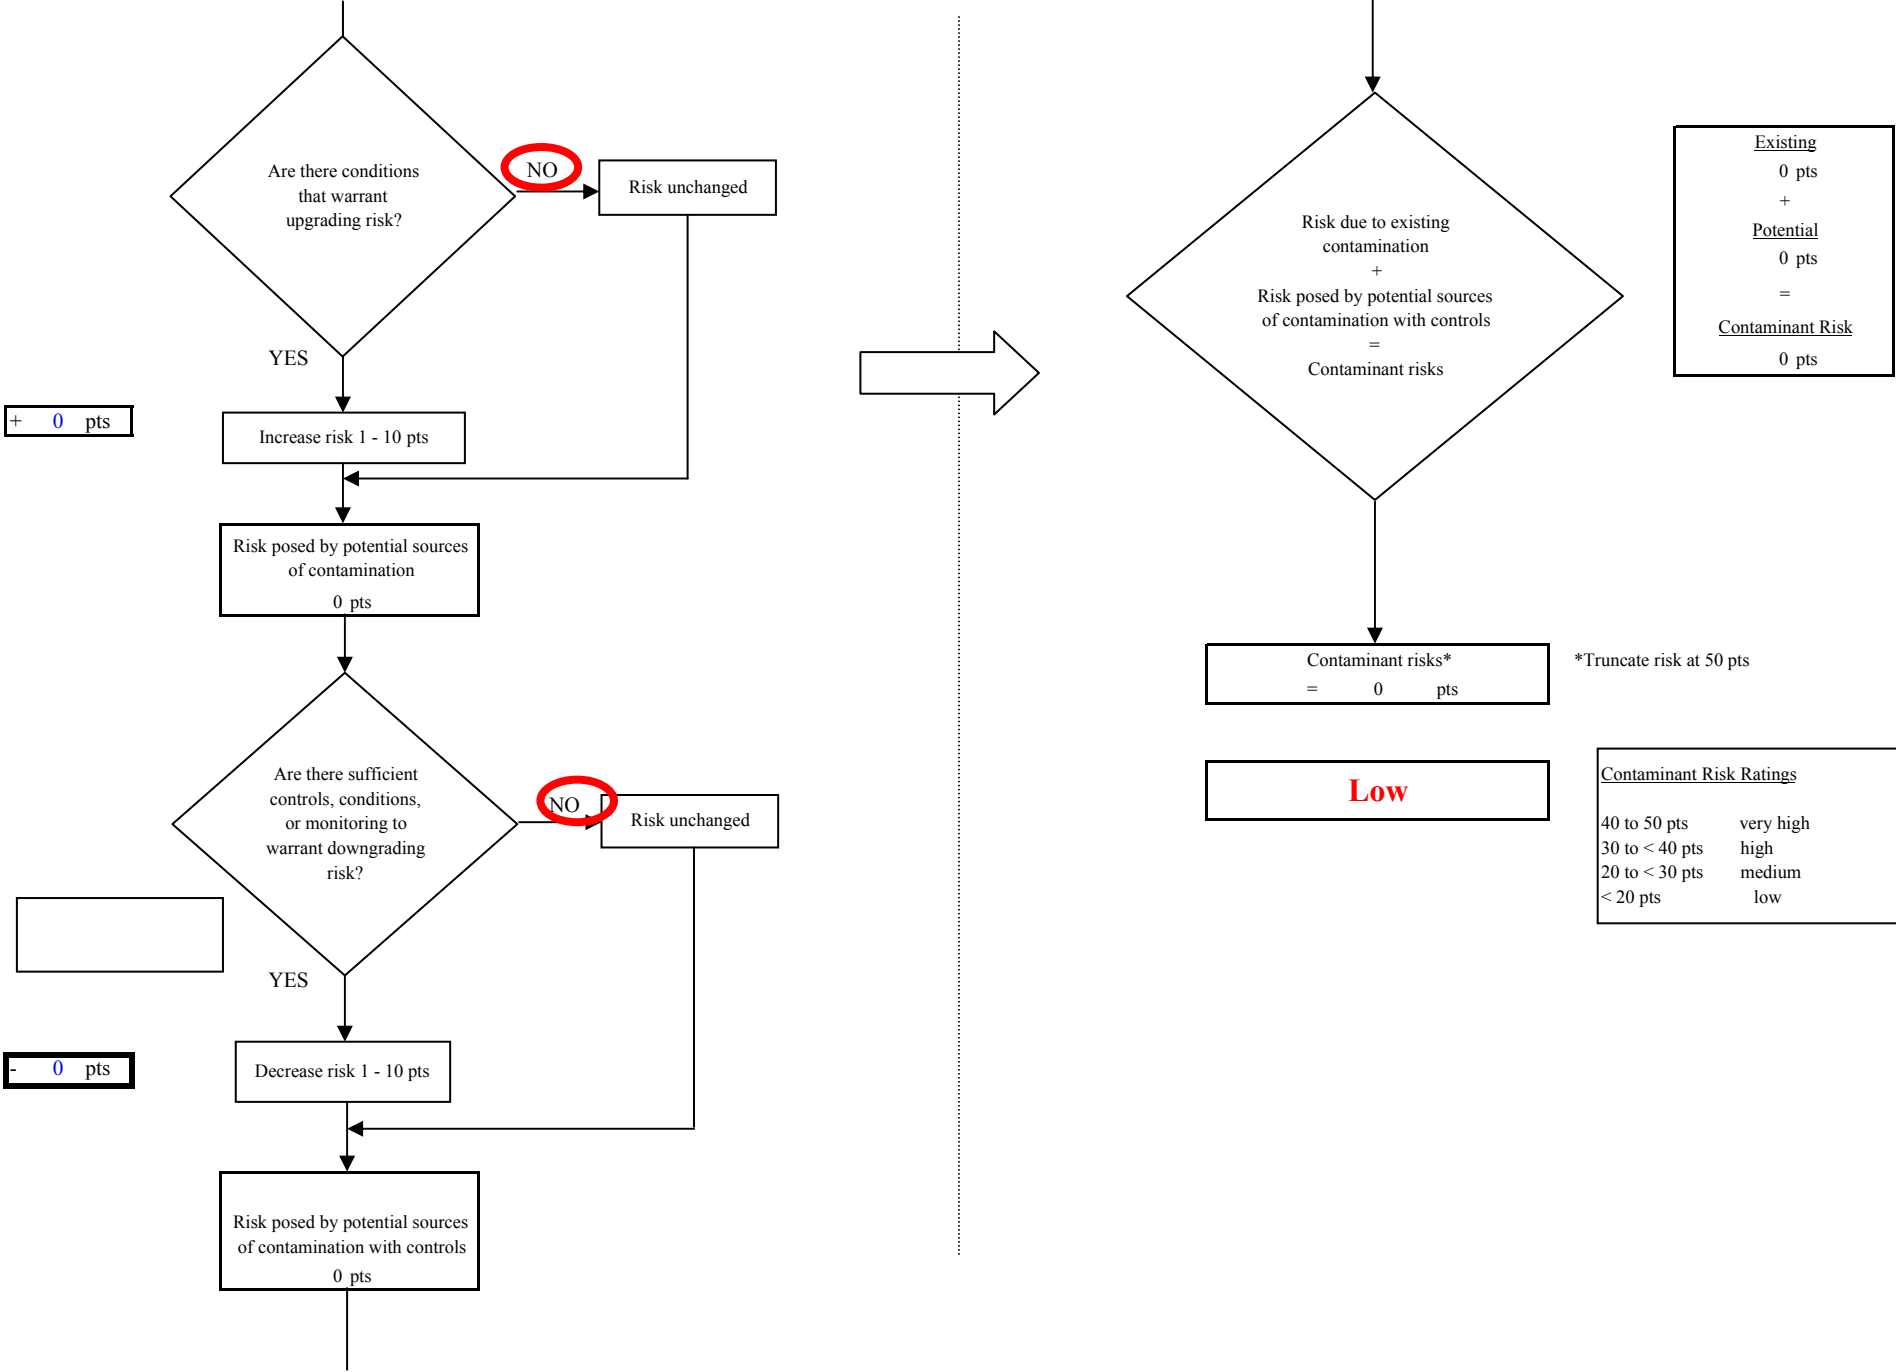 Are there conditions
that warrant
upgrading risk?
NO
Risk unchanged
YES
+ 0 pts
Increase risk 1 - 10 pts
Risk posed by potential sources
of contamination
0 pts
Are there sufficient
controls, conditions,
or monitoring to
warrant downgrading
risk?
NO
Risk unchanged
YES
- 0 pts
Decrease risk 1 - 10 pts
Risk posed by potential sources
of contamination with controls
0 pts
Risk due to existing
contamination
+
Risk posed by potential sources
of contamination with controls
=
Contaminant risks
Existing
0 pts
+
Potential
0 pts
=
Contaminant Risk
0 pts
Contaminant risks*
= 0 pts
*Truncate risk at 50 pts
Low
Contaminant Risk Ratings
40 to 50 pts very high
30 to < 40 pts high
20 to < 30 pts medium
< 20 pts low